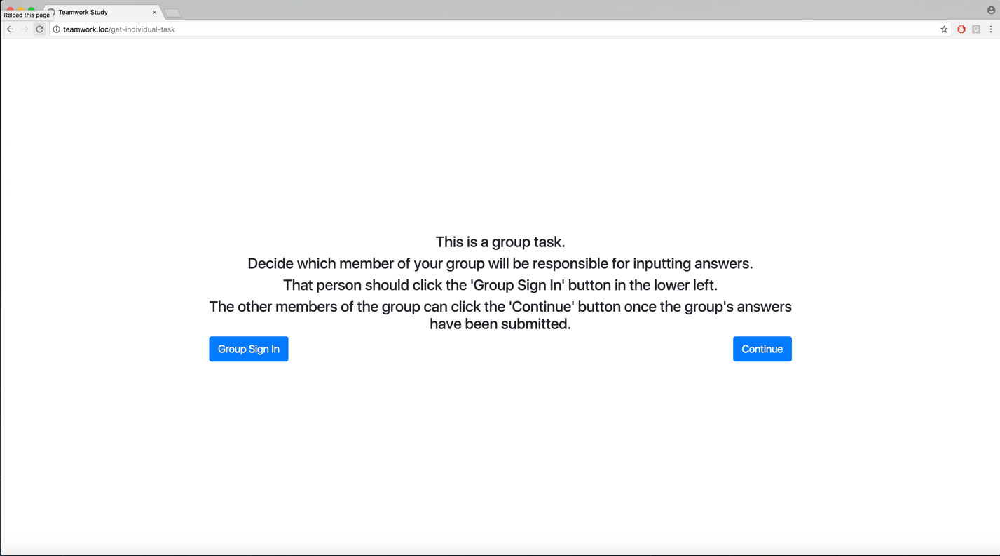 Teamwork Study
Reload this page
teamwork.loc/get-individual-task
This is a group task.
Decide which member of your group will be responsible for inputting answers.
That person should click the 'Group Sign In' button in the lower left.
The other members of the group can click the 'Continue' button once the group's answers
have been submitted.
Group Sign In
Continue